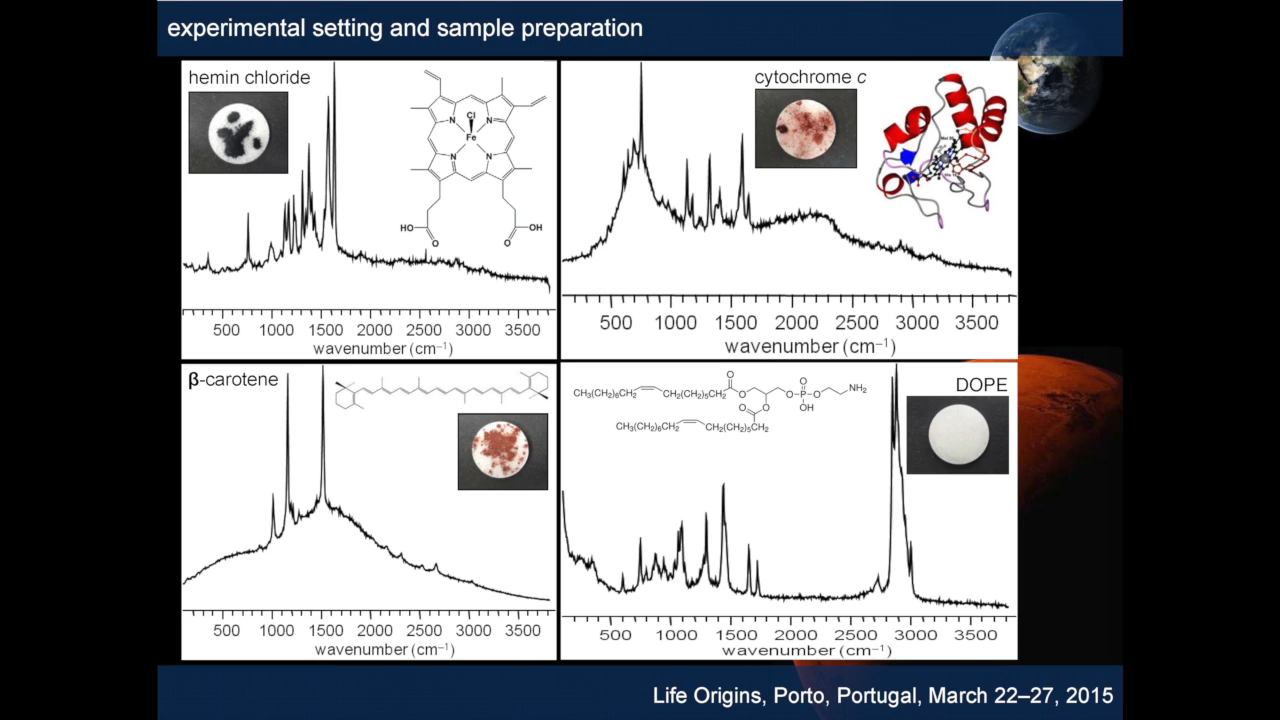 experimental setting and sample preparation
hemin chloride
Cl
Fe
N
N
N
N
HO
O
O
OH
500 1000 1500 2000 2500 3000 3500
wavenumber (cm⁻¹)
cytochrome c
500 1000 1500 2000 2500 3000 3500
wavenumber (cm⁻¹)
β-carotene
500 1000 1500 2000 2500 3000 3500
wavenumber (cm⁻¹)
DOPE
CH₃(CH₂)₆CH₂
CH₂(CH₂)₅CH₂
O
O
O
P
O
OH
O
NH₂
O
O
CH₃(CH₂)₆CH₂
CH₂(CH₂)₅CH₂
500 1000 1500 2000 2500 3000 3500
wavenumber (cm⁻¹)
Life Origins, Porto, Portugal, March 22–27, 2015